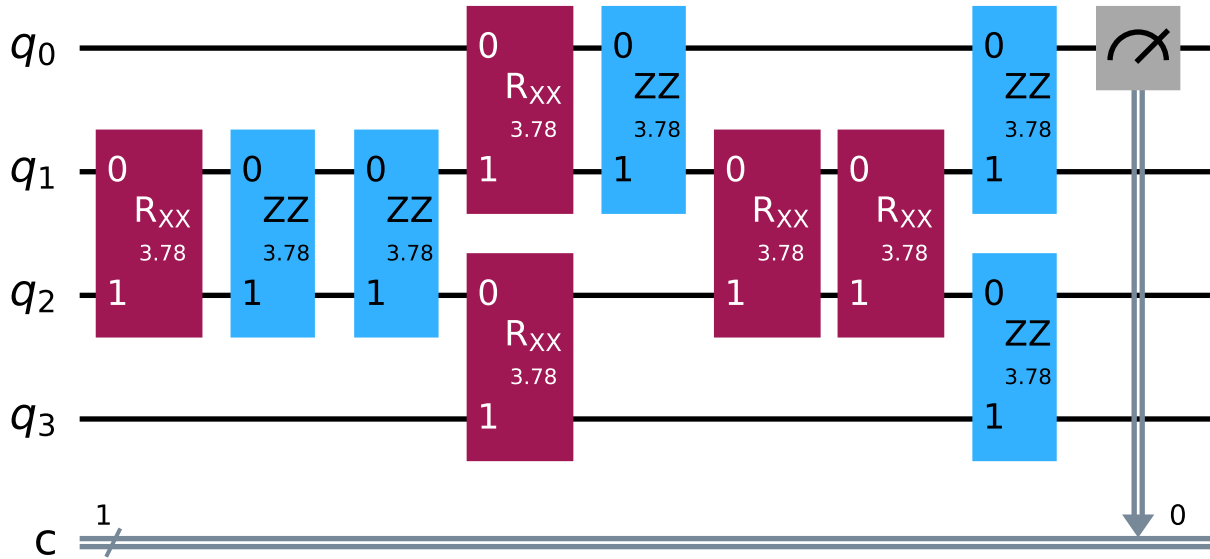 q0 0 0 0
RXX ZZ ZZ
3.78 3.78 3.78
q1 0 0 0 1 1 0 0 1
RXX ZZ ZZ RXX RXX
3.78 3.78 3.78 3.78 3.78
q2 1 1 1 0 1 1 0
RXX ZZ
3.78 3.78
q3 1 1
1 0
c